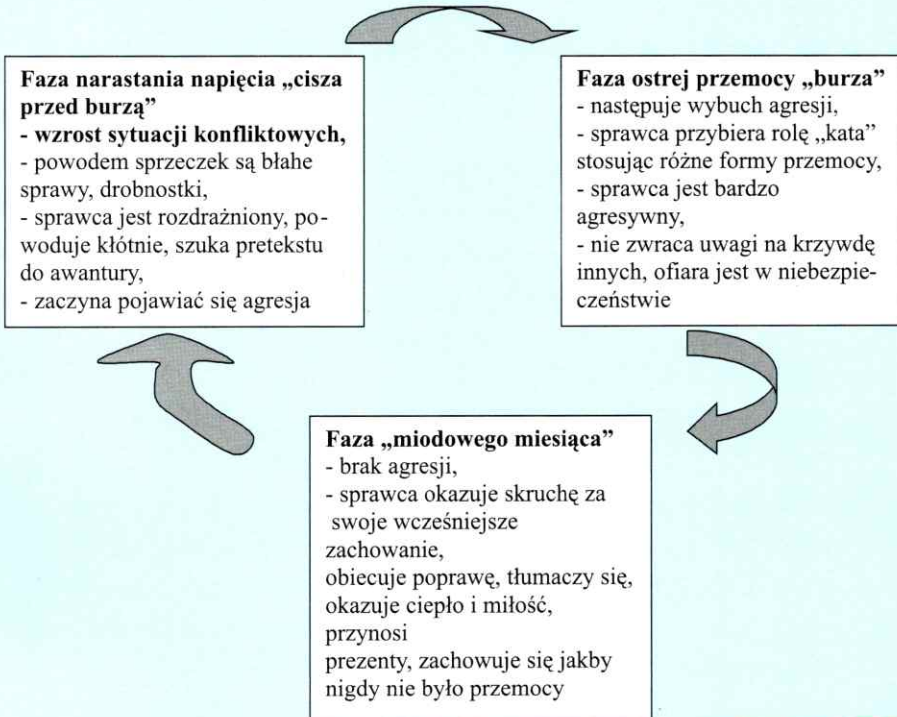 Faza narastania napięcia „cisza
przed burzą”
- wzrost sytuacji konfliktowych,
- powodem sprzeczek są błahe
sprawy, drobnostki,
- sprawca jest rozdrażniony, po-
woduje kłótnie, szuka pretekstu
do awantury,
- zaczyna pojawiać się agresja
Faza ostrej przemocy „burza”
- następuje wybuch agresji,
- sprawca przybiera rolę „kata”
stosując różne formy przemocy,
- sprawca jest bardzo
agresywny,
- nie zwraca uwagi na krzywdę
innych, ofiara jest w niebezpie-
czeństwie
Faza „miodowego miesiąca”
- brak agresji,
- sprawca okazuje skruchę za
swoje wcześniejsze
zachowanie,
obiecuje poprawę, tłumaczy się,
okazuje ciepło i miłość,
przynosi
prezenty, zachowuje się jakby
nigdy nie było przemocy